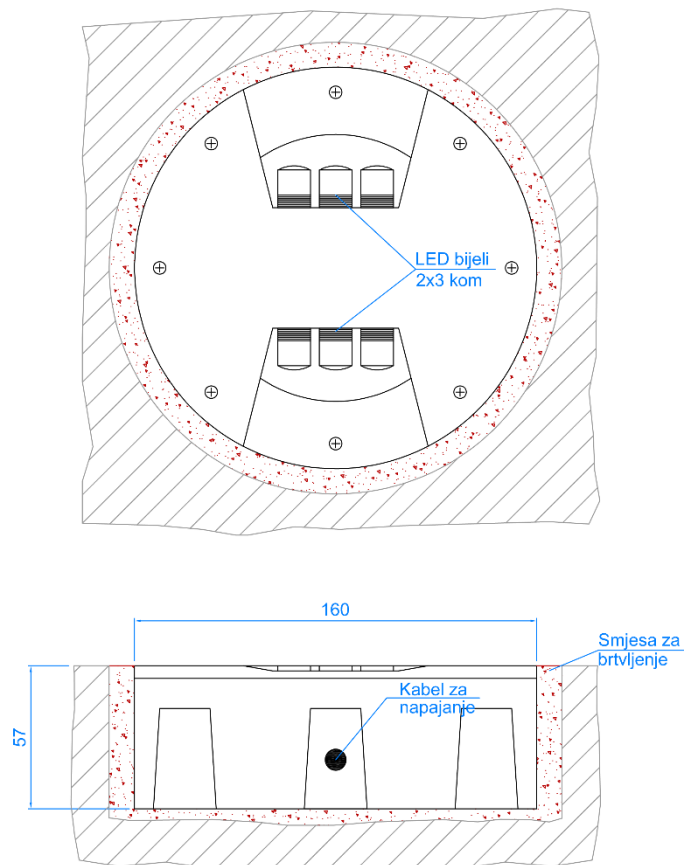 LED bijeli
2x3 kom
160
Smjesa za
brtvljenje
Kabel za
napajanje
57